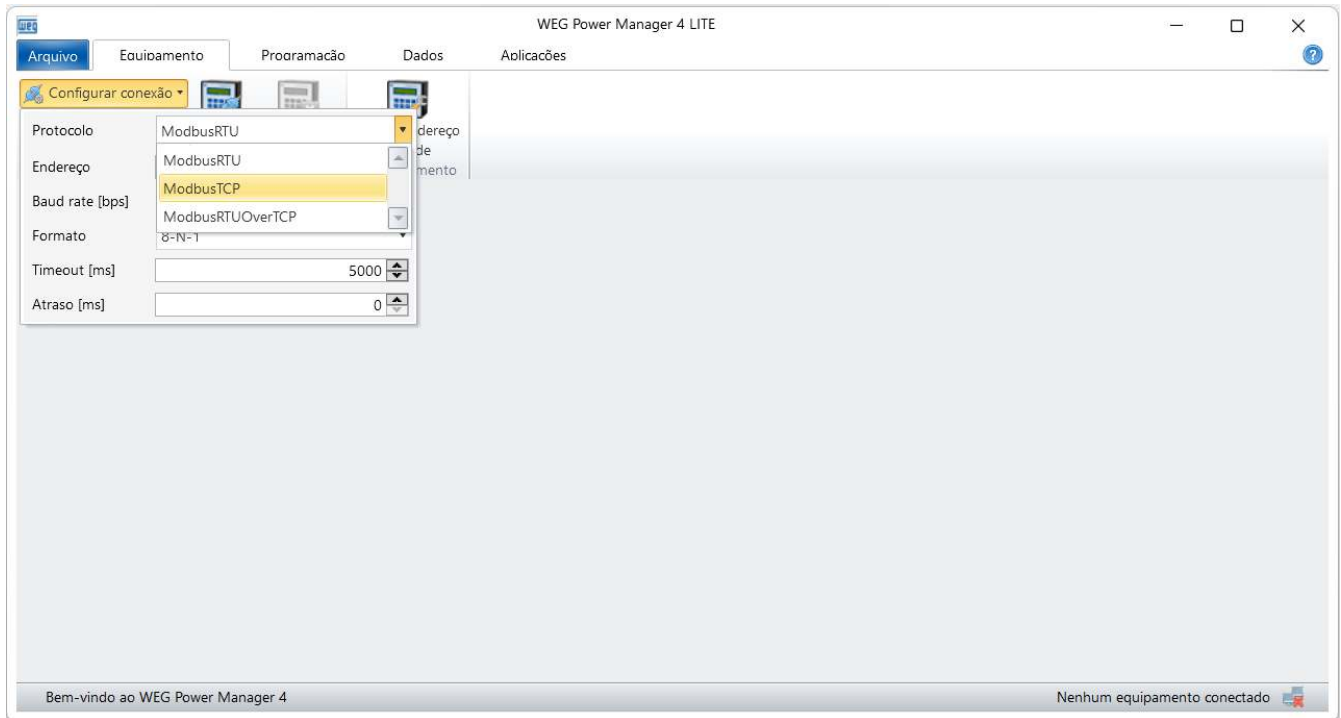 weg
WEG Power Manager 4 LITE
Arquivo Equipamento Programação Dados Aplicações
?
Configurar conexão
Protocolo ModbusRTU dereço
de
ModbusRTU
Endereço mento
ModbusTCP
Baud rate [bps]
ModbusRTUOverTCP
Formato 8-N-1
Timeout [ms] 5000
Atraso [ms] 0
Bem-vindo ao WEG Power Manager 4 Nenhum equipamento conectado